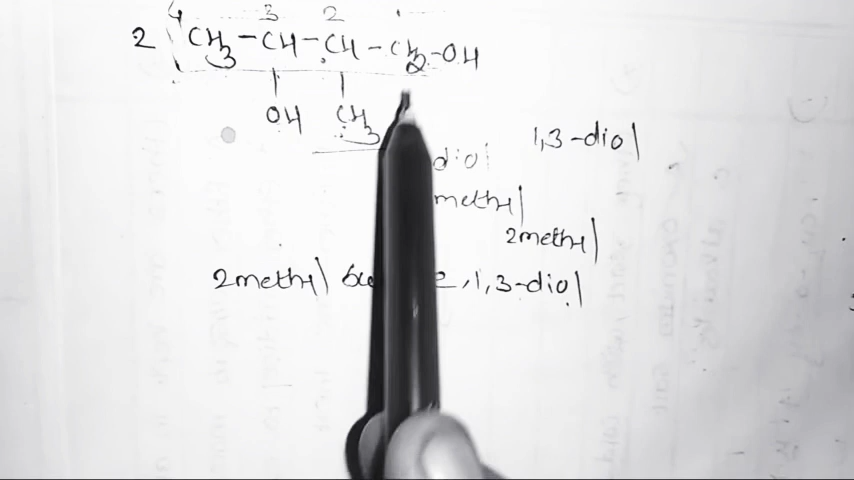 4 3 2 1
2 CH3-CH-CH-CH2-OH
OH CH3
diol 1,3-diol
methyl
2methyl
2methyl e,1,3-diol